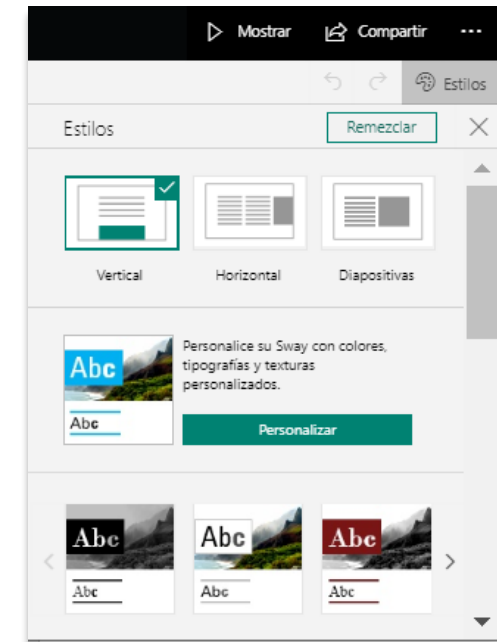 Mostrar Compartir ...
Estilos
Estilos Remezclar
Vertical Horizontal Diapositivas
Abc
Personalice su Sway con colores,
tipografías y texturas
personalizados.
Abc
Personalizar
Abc Abc Abc
Abc Abc Abc